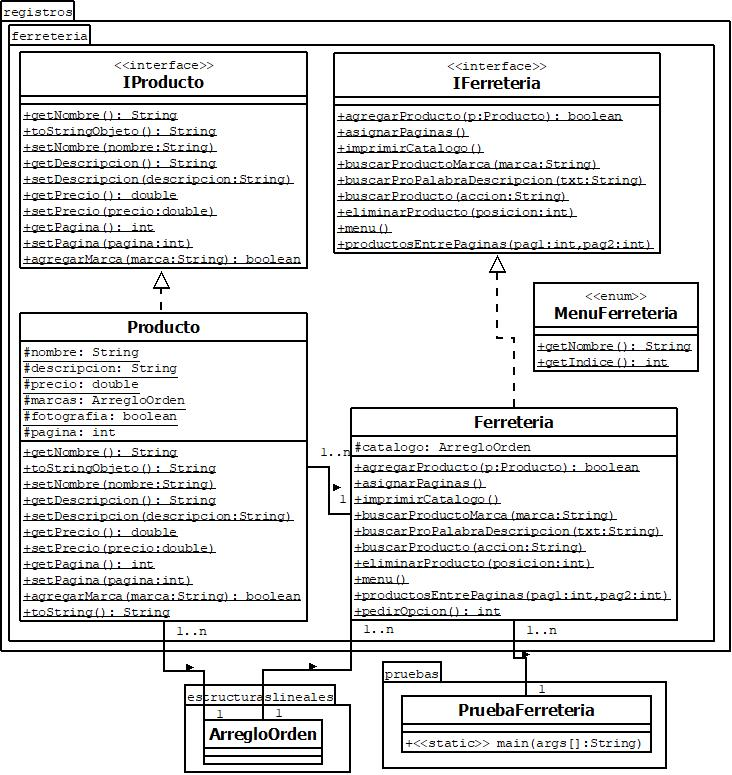 registros
ferreteria
<<interface>>
IProducto
+getNombre(): String
+toStringObjeto(): String
+setNombre(nombre:String)
+getDescripcion(): String
+setDescripcion(descripcion:String)
+getPrecio(): double
+setPrecio(precio:double)
+getPagina(): int
+setPagina(pagina:int)
+agregarMarca(marca:String): boolean
<<interface>>
IFerreteria
+agregarProducto(p:Producto): boolean
+asignarPaginas()
+imprimirCatalogo()
+buscarProductoMarca(marca:String)
+buscarProPalabraDescripcion(txt:String)
+buscarProducto(accion:String)
+eliminarProducto(posicion:int)
+menu()
+productosEntrePaginas(pag1:int,pag2:int)
<<enum>>
MenuFerreteria
+getNombre(): String
+getIndice(): int
Producto
#nombre: String
#descripcion: String
#precio: double
#marcas: ArregloOrden
#fotografia: boolean
#pagina: int
+getNombre(): String
+toStringObjeto(): String
+setNombre(nombre:String)
+getDescripcion(): String
+setDescripcion(descripcion:String)
+getPrecio(): double
+setPrecio(precio:double)
+getPagina(): int
+setPagina(pagina:int)
+agregarMarca(marca:String): boolean
+toString(): String
1..n
1
Ferreteria
#catalogo: ArregloOrden
+agregarProducto(p:Producto): boolean
+asignarPaginas()
+imprimirCatalogo()
+buscarProductoMarca(marca:String)
+buscarProPalabraDescripcion(txt:String)
+buscarProducto(accion:String)
+eliminarProducto(posicion:int)
+menu()
+productosEntrePaginas(pag1:int,pag2:int)
+pedirOpcion(): int
1..n
1..n
1..n
estructuraslineales
1
1
ArregloOrden
pruebas
1
PruebaFerreteria
+<<static>> main(args[]:String)